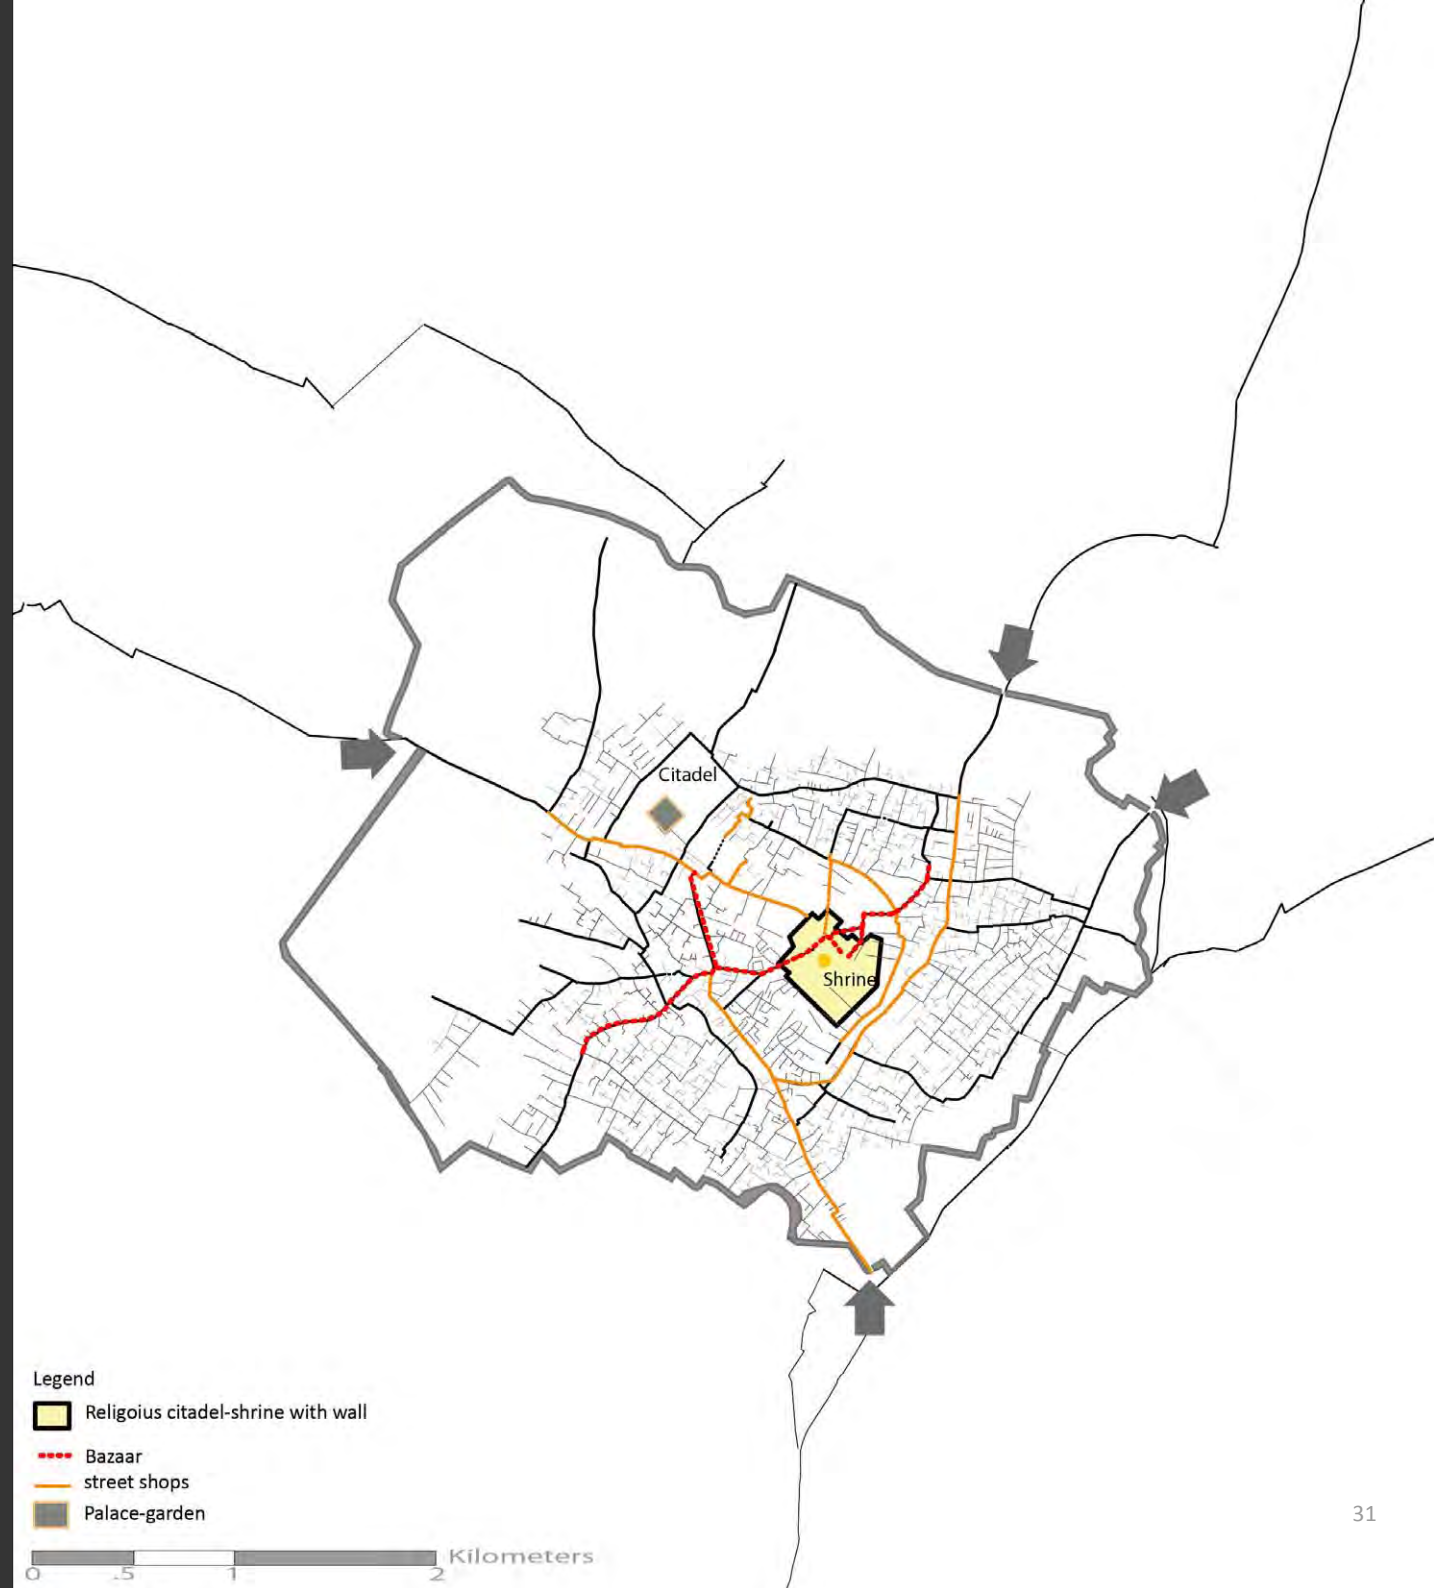 Citadel
Shrine
Legend
Religoius citadel-shrine with wall
Bazaar
street shops
Palace-garden
31
Kilometers
0 .5 1 2